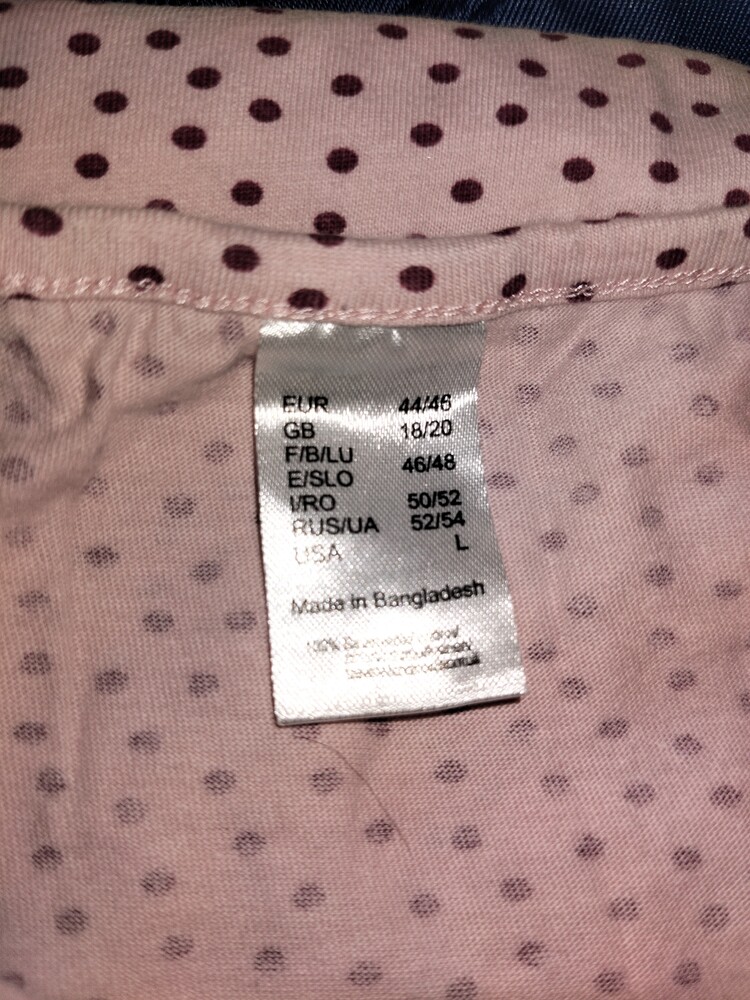 EUR 44/46
GB 18/20
F/B/LU 46/48
E/SLO
I/RO 50/52
RUS/UA 52/54
USA L
Made in Bangladesh
100%